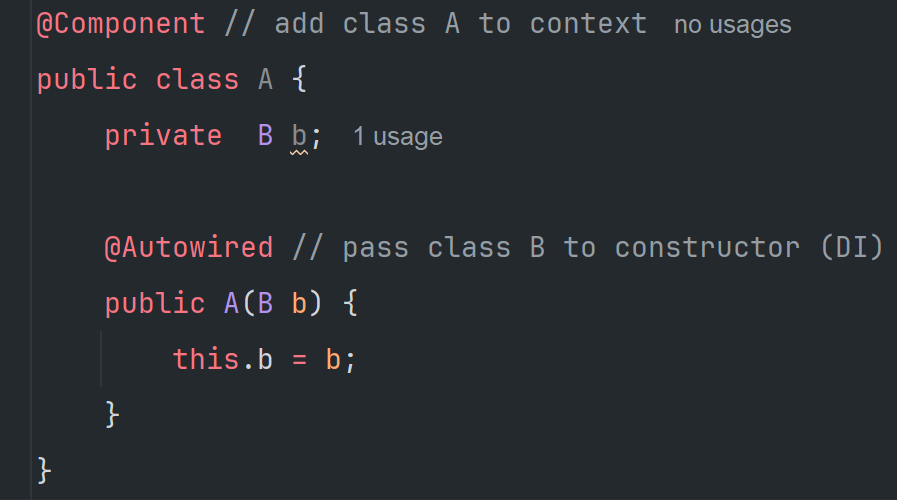 @Component // add class A to context no usages
public class A {
private B b; 1 usage
@Autowired // pass class B to constructor (DI)
public A(B b) {
this.b = b;
}
}